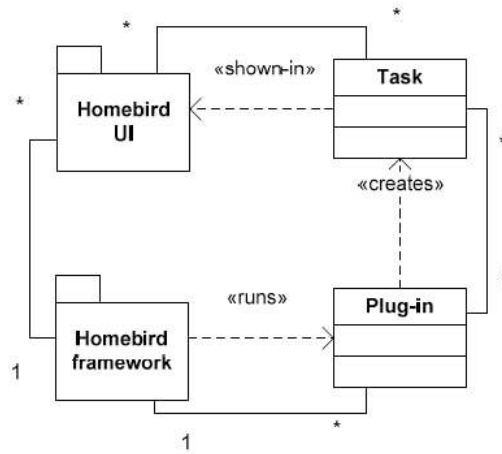 *
*
«shown-in»
Task
*
Homebird
UI
*
«creates»
«runs»
Plug-in
Homebird
framework
1
*
1